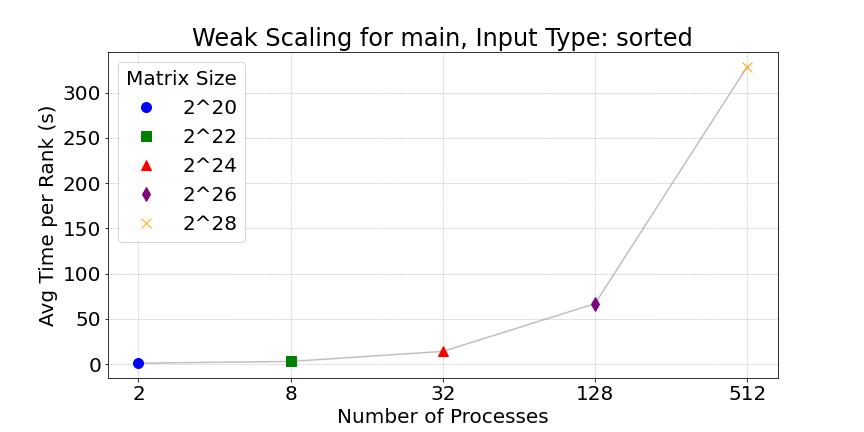 Weak Scaling for main, Input Type: sorted
Avg Time per Rank (s)
300
250
200
150
100
50
0
Matrix Size
2^20
2^22
2^24
2^26
2^28
2 8 32 128 512
Number of Processes